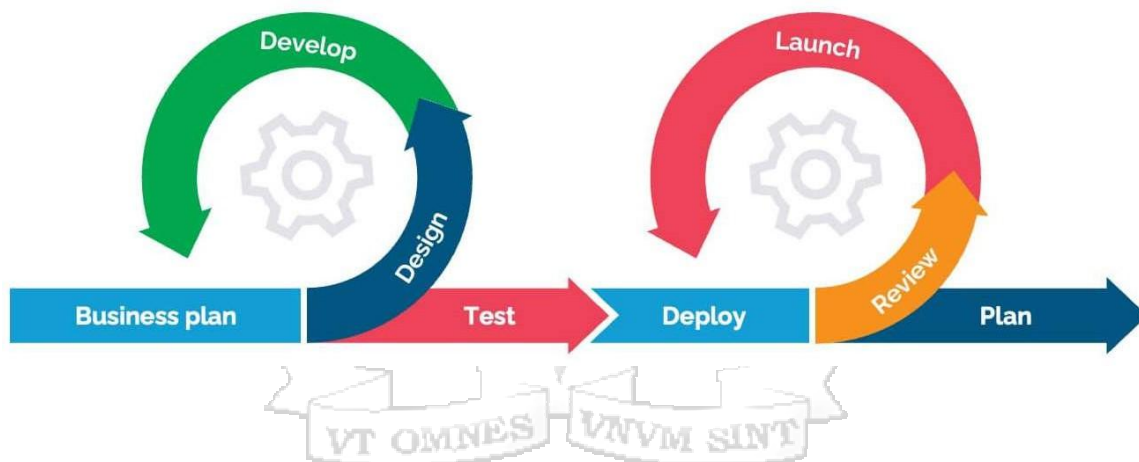 Develop
Launch
Design
Review
Business plan
Test
Deploy
Plan
VT OMNES VNVM SINT